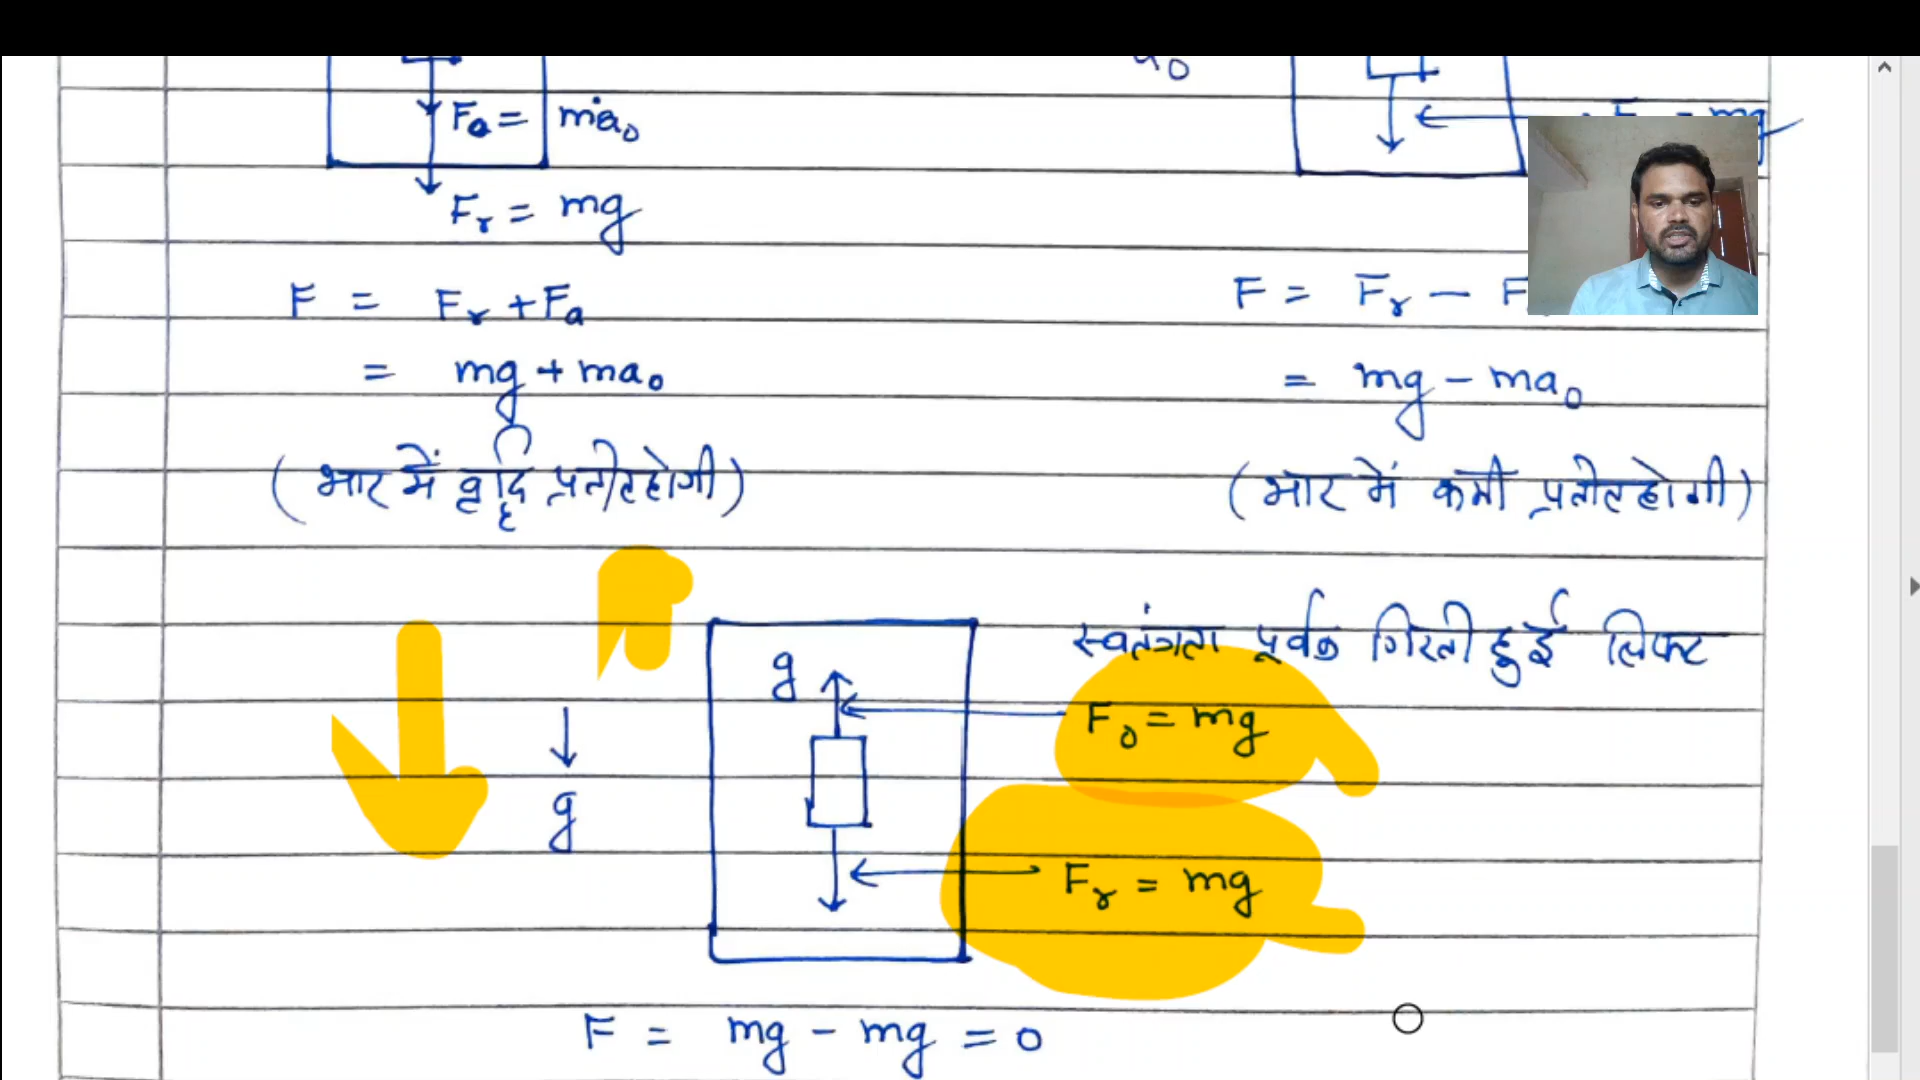 a₀
Fₐ = ma₀
Fᵣ = mg
F = Fᵣ + Fₐ
= mg + ma₀
(भार में वृद्धि प्रतीत होगी)
= mg
F = Fᵣ − F
= mg − ma₀
(भार में कमी प्रतीत होगी)
स्वतंत्रता पूर्वक गिरती हुई लिफ्ट
g
F₀ = mg
g
Fᵣ = mg
F = mg − mg = 0